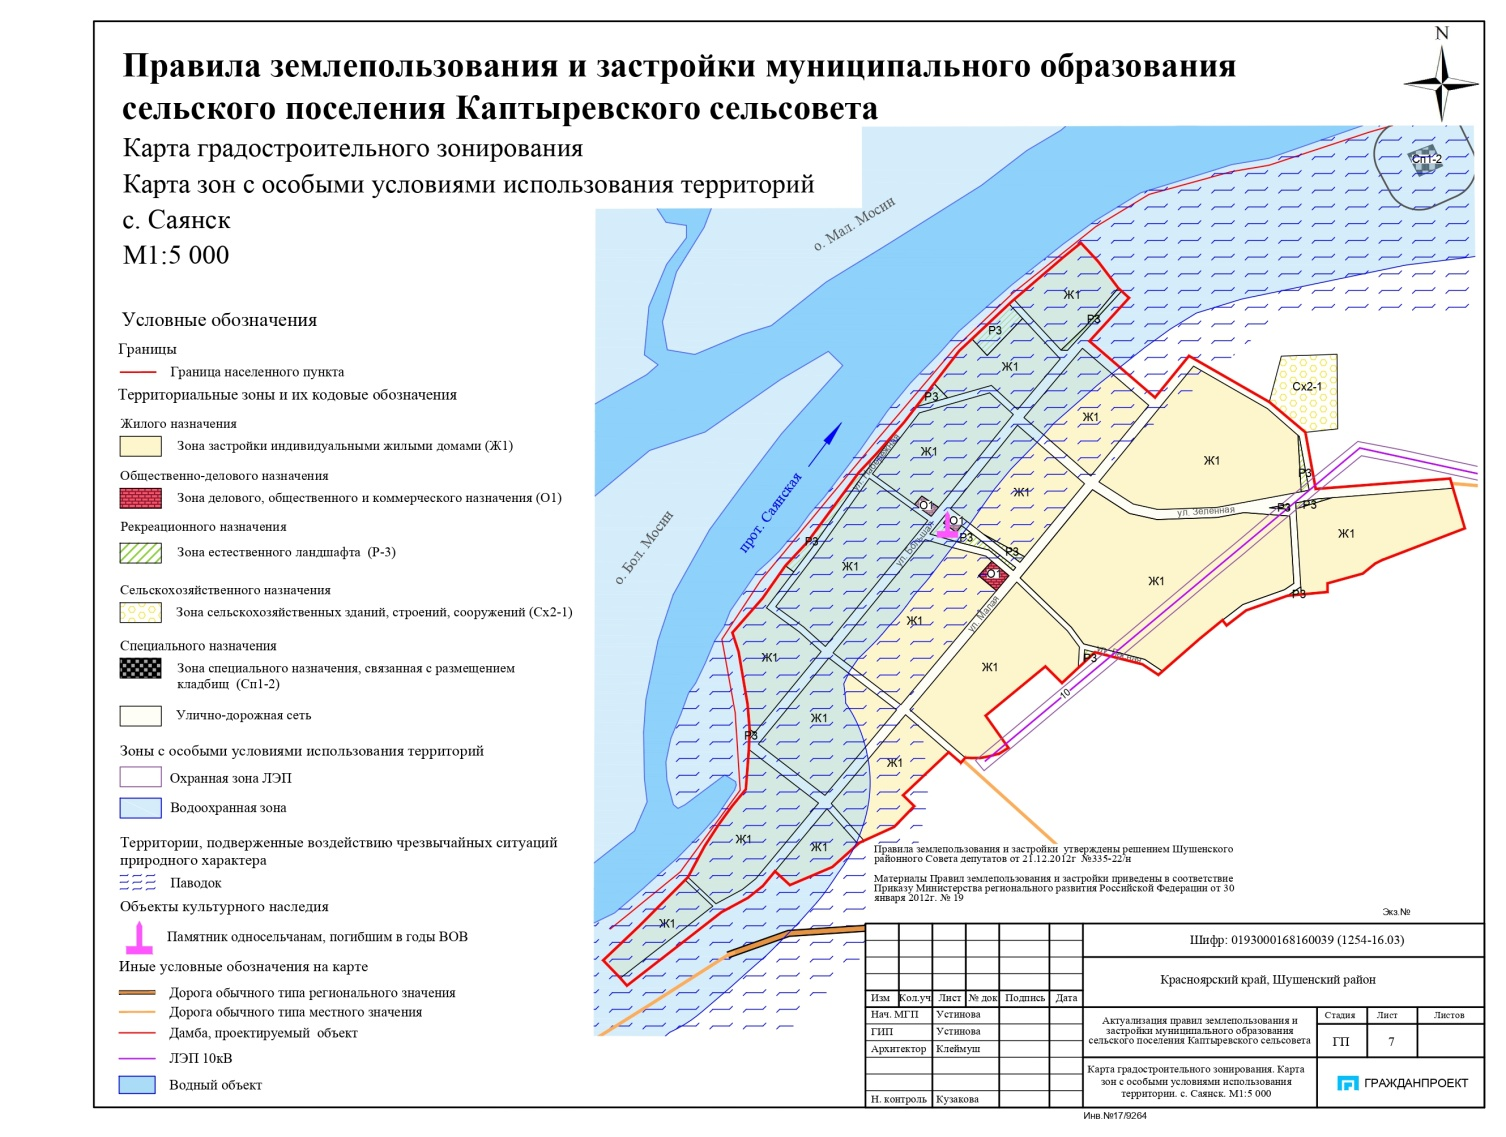 N
Правила землепользования и застройки муниципального образования
сельского поселения Каптыревского сельсовета
Карта градостроительного зонирования
Карта зон с особыми условиями использования территорий
с. Саянск
М1:5 000
Условные обозначения
Границы
Граница населенного пункта
Территориальные зоны и их кодовые обозначения
Жилого назначения
Зона застройки индивидуальными жилыми домами (Ж1)
Общественно-делового назначения
Зона делового, общественного и коммерческого назначения (О1)
Рекреационного назначения
Зона естественного ландшафта (Р-3)
Сельскохозяйственного назначения
Зона сельскохозяйственных зданий, строений, сооружений (Сх2-1)
Специального назначения
Зона специального назначения, связанная с размещением
кладбищ (Сп1-2)
Улично-дорожная сеть
Зоны с особыми условиями использования территорий
Охранная зона ЛЭП
Водоохранная зона
Территории, подверженные воздействию чрезвычайных ситуаций
природного характера
Паводок
Объекты культурного наследия
Памятник односельчанам, погибшим в годы ВОВ
Иные условные обозначения на карте
Дорога обычного типа регионального значения
Дорога обычного типа местного значения
Дамба, проектируемый объект
ЛЭП 10кВ
Водный объект
Сп1-2
о. Мал. Мосин
Ж1
Р3
Р3
Ж1
Сх2-1
Р3
Ж1
Ж1
Ж1
Р3
Ж1
О1
Р3
Р3
ул. Зеленная
О1
прот. Саянская
Ж1
Р3
Р3
Р3
ул. Большая
о. Бол. Мосин
Ж1
О1
Ж1
Р3
ул. Малая
Ж1
Ж1
Р3
Ж1
10
Ж1
Р3
Ж1
Ж1
Ж1
Ж1
Правила землепользования и застройки утверждены решением Шушенского
районного Совета депутатов от 21.12.2012г №335-22/н
Материалы Правил землепользования и застройки приведены в соответствие
Приказу Министерства регионального развития Российской Федерации от 30
января 2012г. № 19
Экз.№
Шифр: 0193000168160039 (1254-16.03)
Красноярский край, Шушенский район
Изм Кол.уч Лист № док Подпись Дата
Нач. МГП Устинова
ГИП Устинова
Архитектор Клеймуш
Н. контроль Кузакова
Актуализация правил землепользования и
застройки муниципального образования
сельского поселения Каптыревского сельсовета
Стадия Лист Листов
ГП 7
Карта градостроительного зонирования. Карта
зон с особыми условиями использования
территории. с. Саянск. М1:5 000
ГРАЖДАНПРОЕКТ
Инв.№17/9264